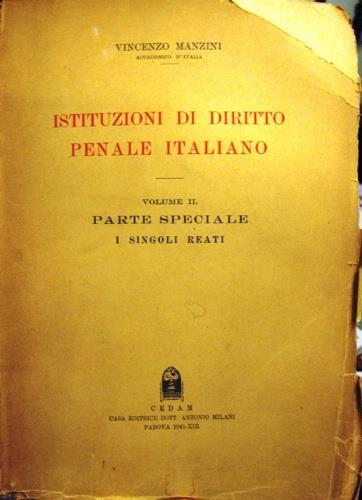 VINCENZO MANZINI
ACCADEMICO D'ITALIA
ISTITUZIONI DI DIRITTO
PENALE ITALIANO
VOLUME II.
PARTE SPECIALE
I SINGOLI REATI
CEDAM
CASA EDITRICE DOTT. ANTONIO MILANI
PADOVA 1941-XIX